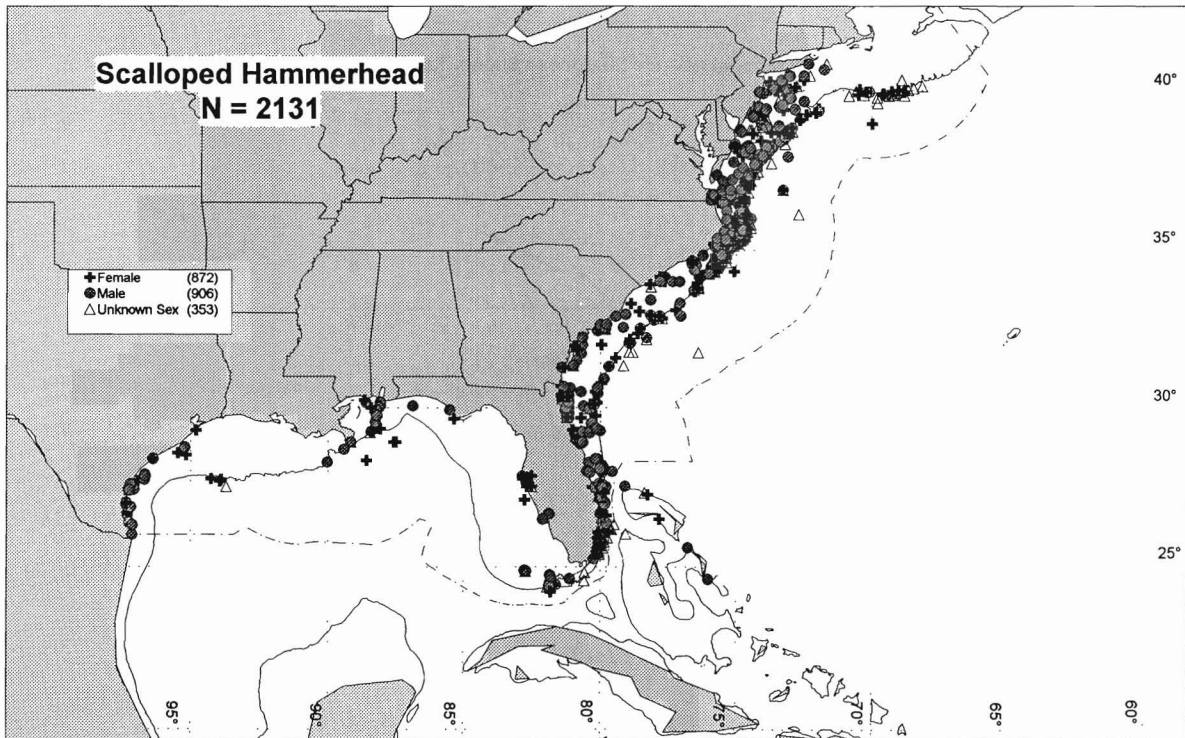 Scalloped Hammerhead
N = 2131
Female (872)
Male (906)
Unknown Sex (353)
40°
35°
30°
25°
95°
90°
85°
80°
75°
70°
65°
60°